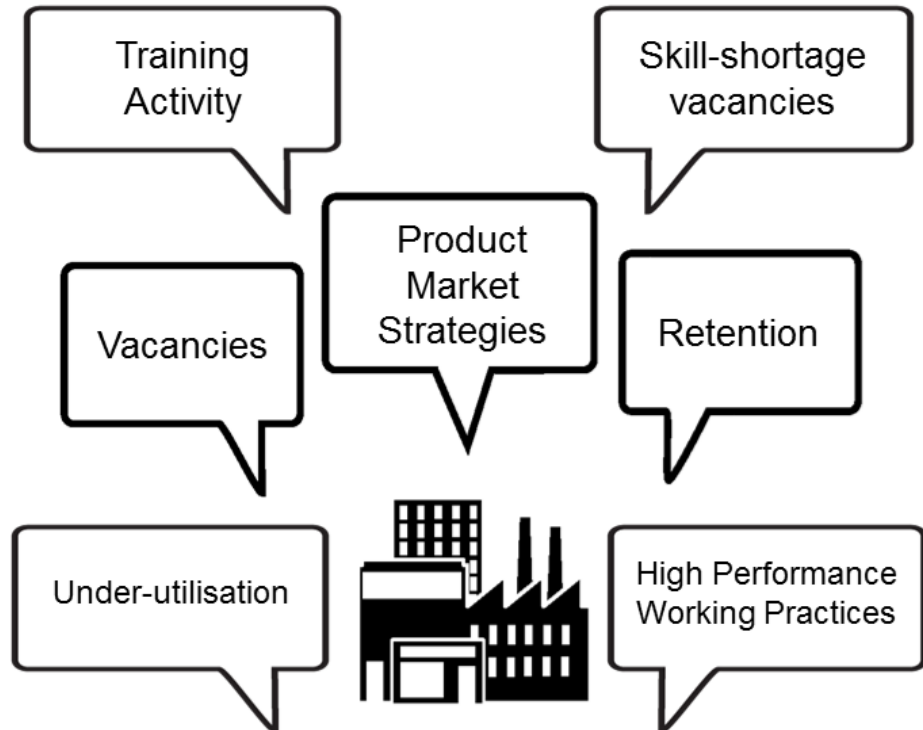 Training
Activity
Skill-shortage
vacancies
Product
Market
Strategies
Vacancies
Retention
Under-utilisation
High Performance
Working Practices